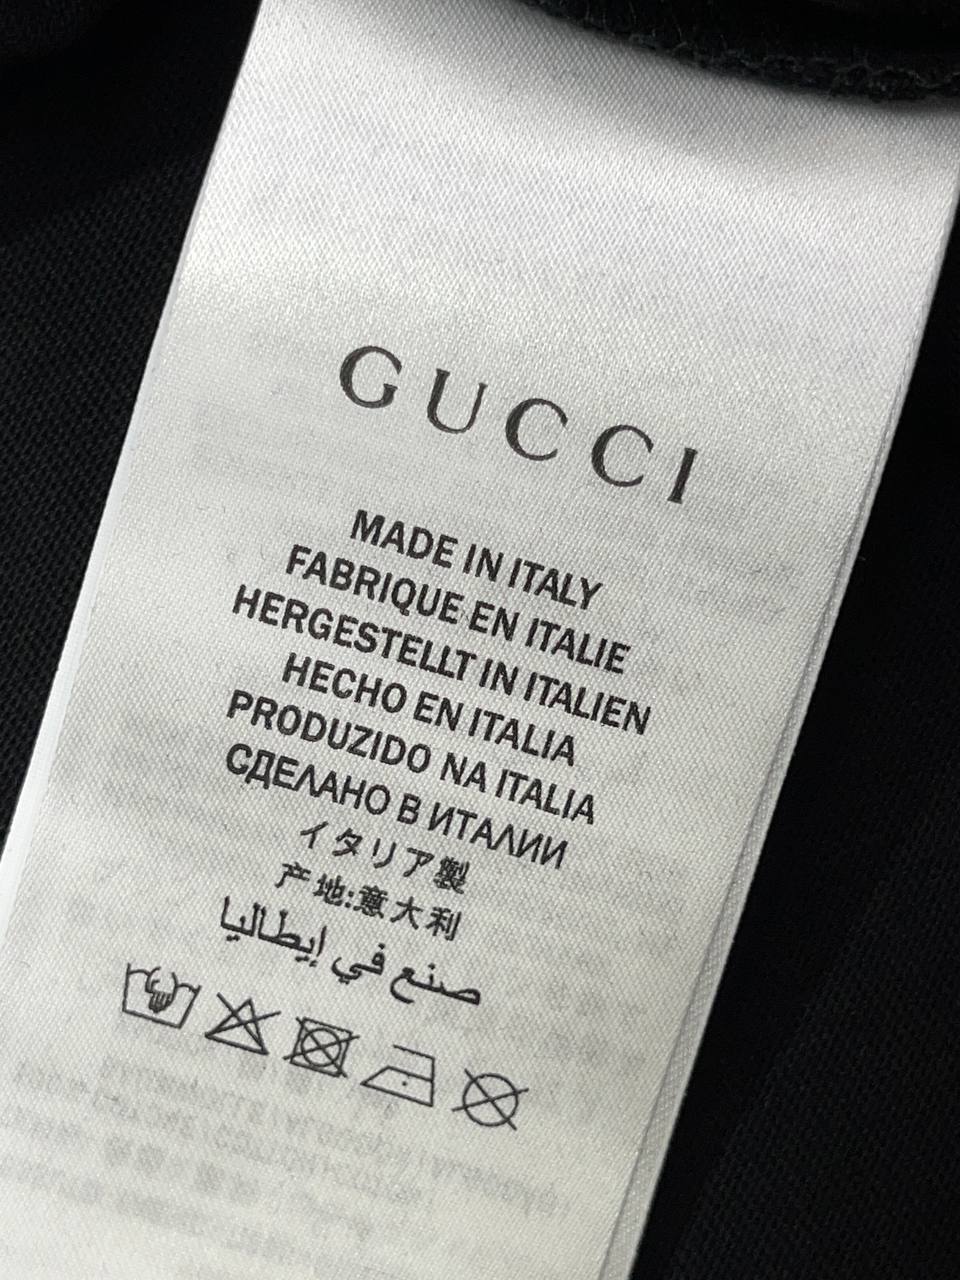 GUCCI
MADE IN ITALY
FABRIQUE EN ITALIE
HERGESTELLT IN ITALIEN
HECHO EN ITALIA
PRODUZIDO NA ITALIA
СДЕЛАНО В ИТАЛИИ
イタリア製
产地:意大利
صنع في إيطاليا